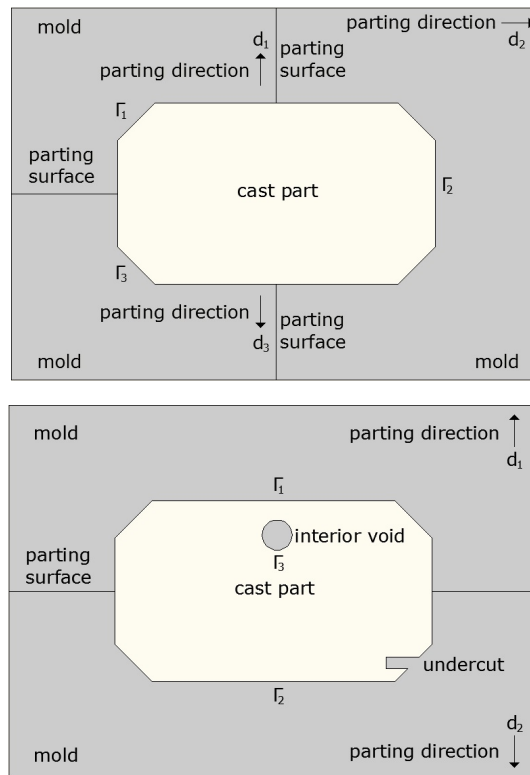 mold
parting direction
d₂
d₁
parting direction
parting
surface
Γ₁
parting
surface
cast part
Γ₂
Γ₃
parting direction
d₃
parting
surface
mold
mold
mold
parting direction
d₁
Γ₁
interior void
Γ₃
cast part
parting
surface
undercut
Γ₂
d₂
mold
parting direction